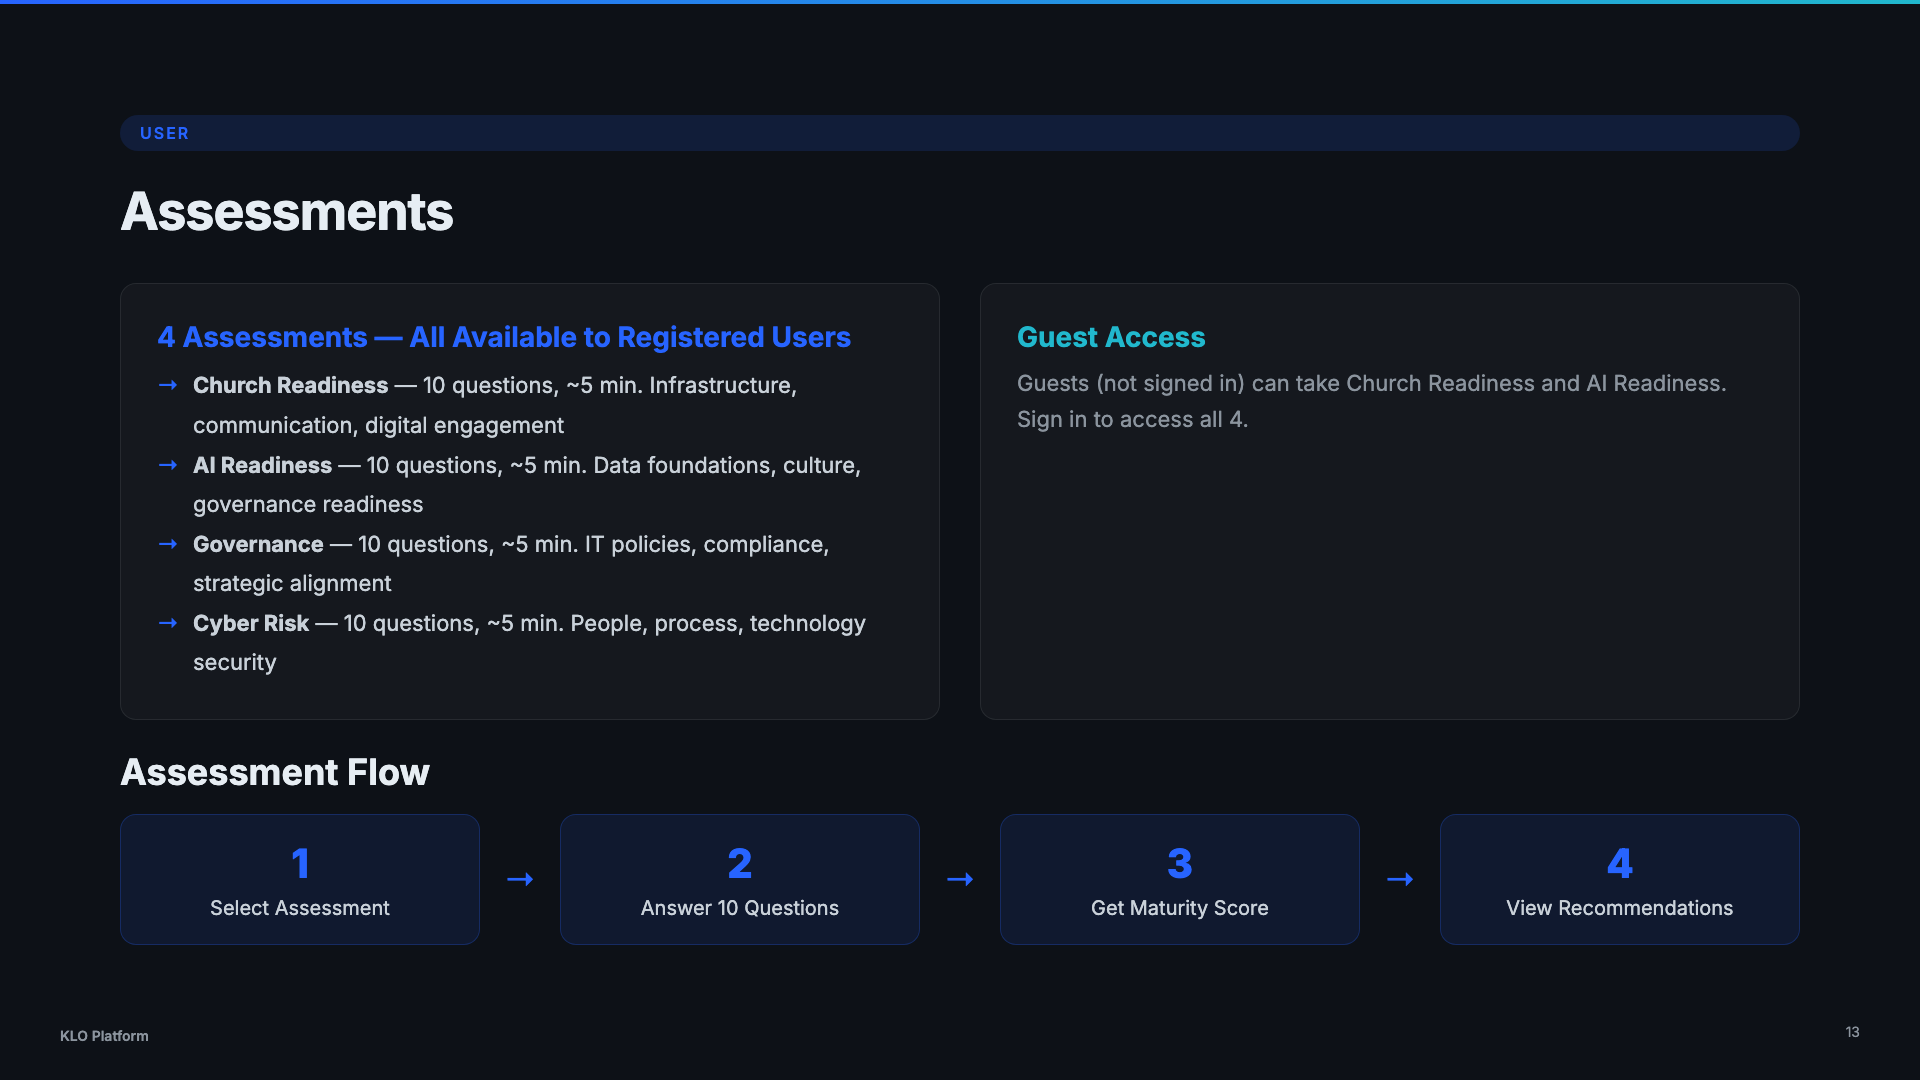 USER
Assessments
4 Assessments — All Available to Registered Users
→ Church Readiness — 10 questions, ~5 min. Infrastructure,
communication, digital engagement
→ AI Readiness — 10 questions, ~5 min. Data foundations, culture,
governance readiness
→ Governance — 10 questions, ~5 min. IT policies, compliance,
strategic alignment
→ Cyber Risk — 10 questions, ~5 min. People, process, technology
security
Guest Access
Guests (not signed in) can take Church Readiness and AI Readiness.
Sign in to access all 4.
Assessment Flow
1
Select Assessment
→
2
Answer 10 Questions
→
3
Get Maturity Score
→
4
View Recommendations
KLO Platform
13